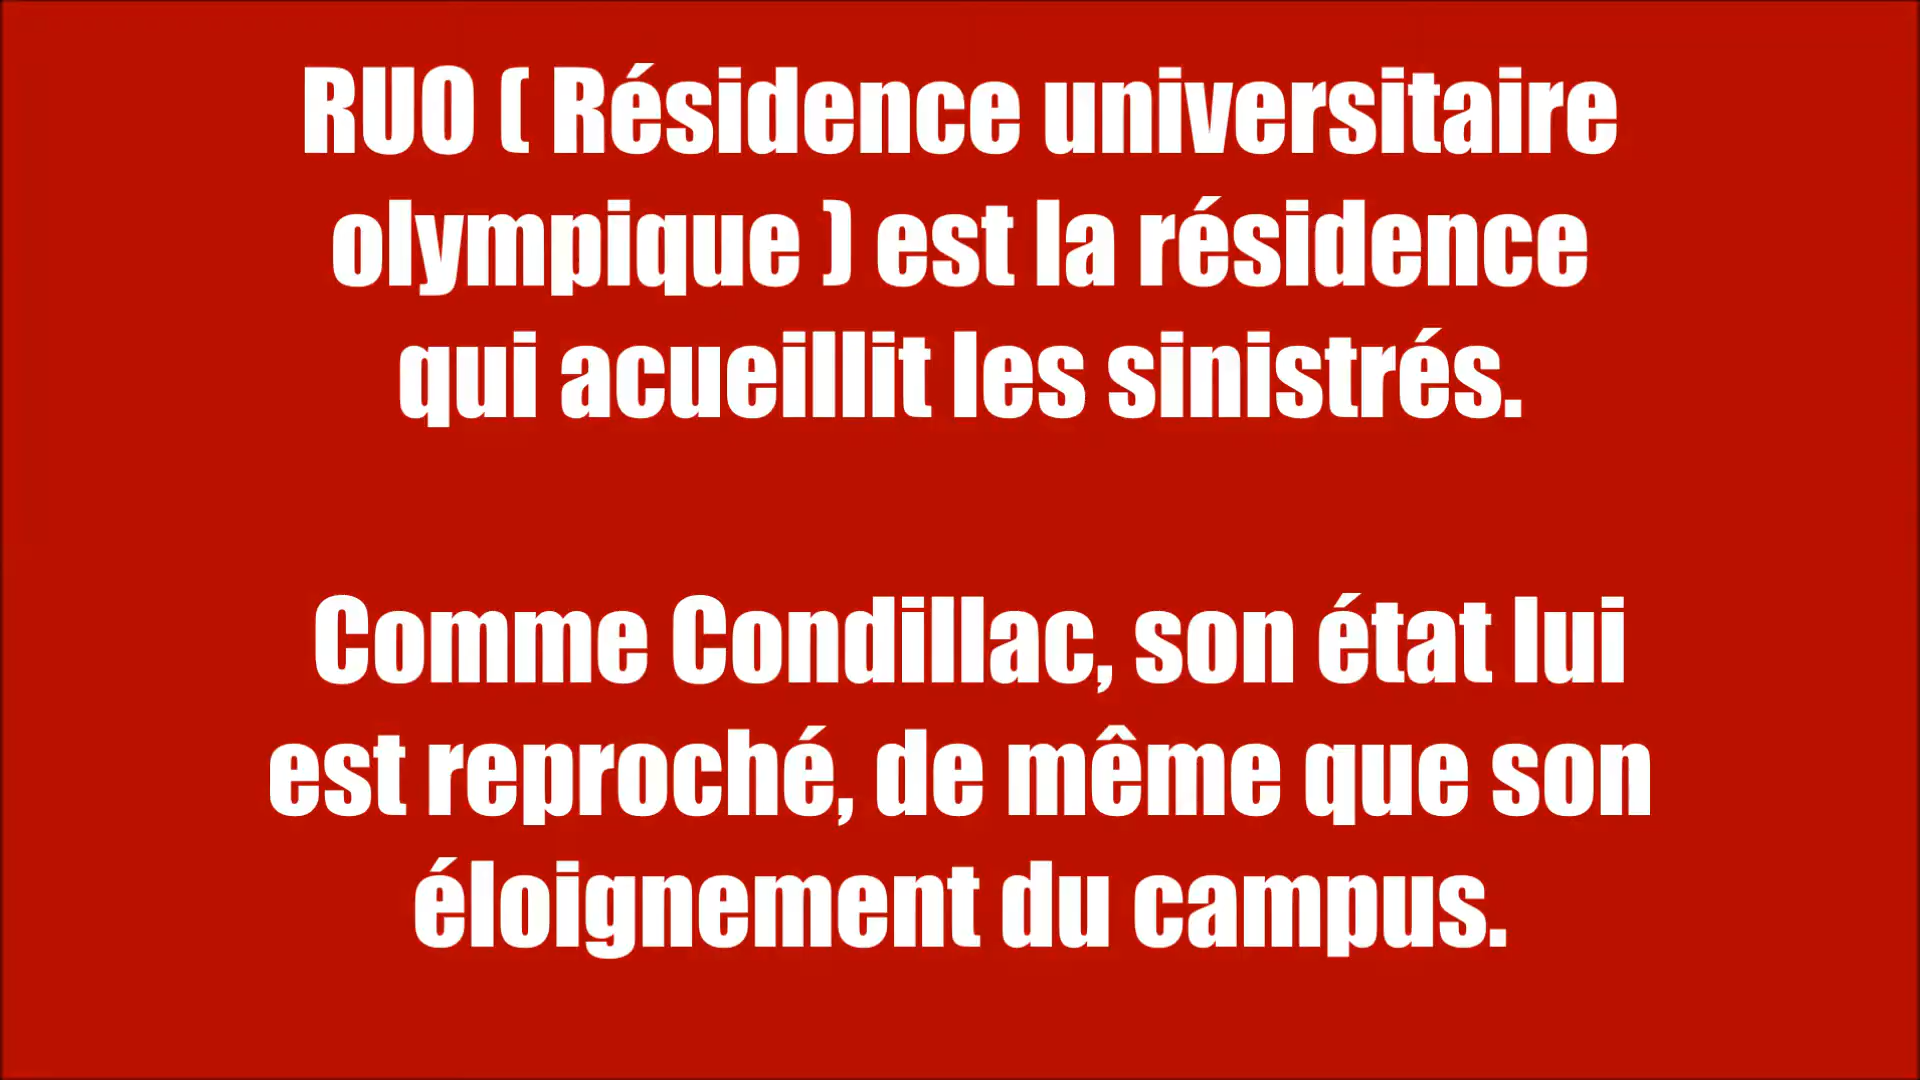 RUO ( Résidence universitaire
olympique ) est la résidence
qui acueillit les sinistrés.
Comme Condillac, son état lui
est reproché, de même que son
éloignement du campus.